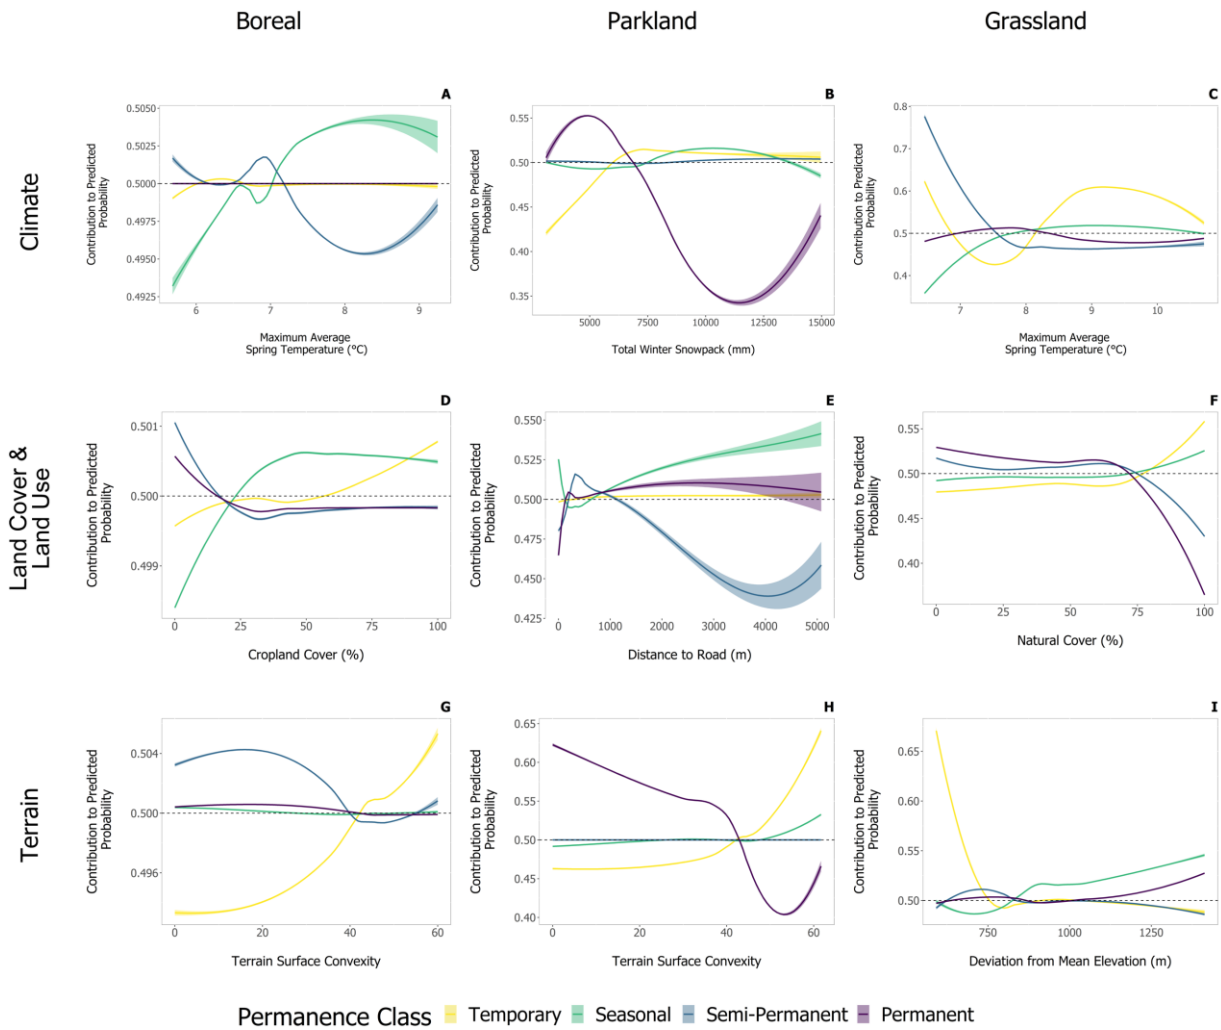 Boreal Parkland Grassland
Climate
A
Contribution to Predicted
Probability
0.5050
0.5025
0.5000
0.4975
0.4950
0.4925
6 7 8 9
Maximum Average
Spring Temperature (°C)
B
Contribution to Predicted
Probability
0.55
0.50
0.45
0.40
0.35
5000 7500 10000 12500 15000
Total Winter Snowpack (mm)
C
Contribution to Predicted
Probability
0.8
0.7
0.6
0.5
0.4
7 8 9 10
Maximum Average
Spring Temperature (°C)
Land Cover &
Land Use
D
Contribution to Predicted
Probability
0.501
0.500
0.499
0 25 50 75 100
Cropland Cover (%)
E
Contribution to Predicted
Probability
0.550
0.525
0.500
0.475
0.450
0.425
0 1000 2000 3000 4000 5000
Distance to Road (m)
F
Contribution to Predicted
Probability
0.55
0.50
0.45
0.40
0 25 50 75 100
Natural Cover (%)
Terrain
G
Contribution to Predicted
Probability
0.504
0.500
0.496
0 20 40 60
Terrain Surface Convexity
H
Contribution to Predicted
Probability
0.65
0.60
0.55
0.50
0.45
0.40
0 20 40 60
Terrain Surface Convexity
I
Contribution to Predicted
Probability
0.65
0.60
0.55
0.50
750 1000 1250
Deviation from Mean Elevation (m)
Permanence Class Temporary Seasonal Semi-Permanent Permanent